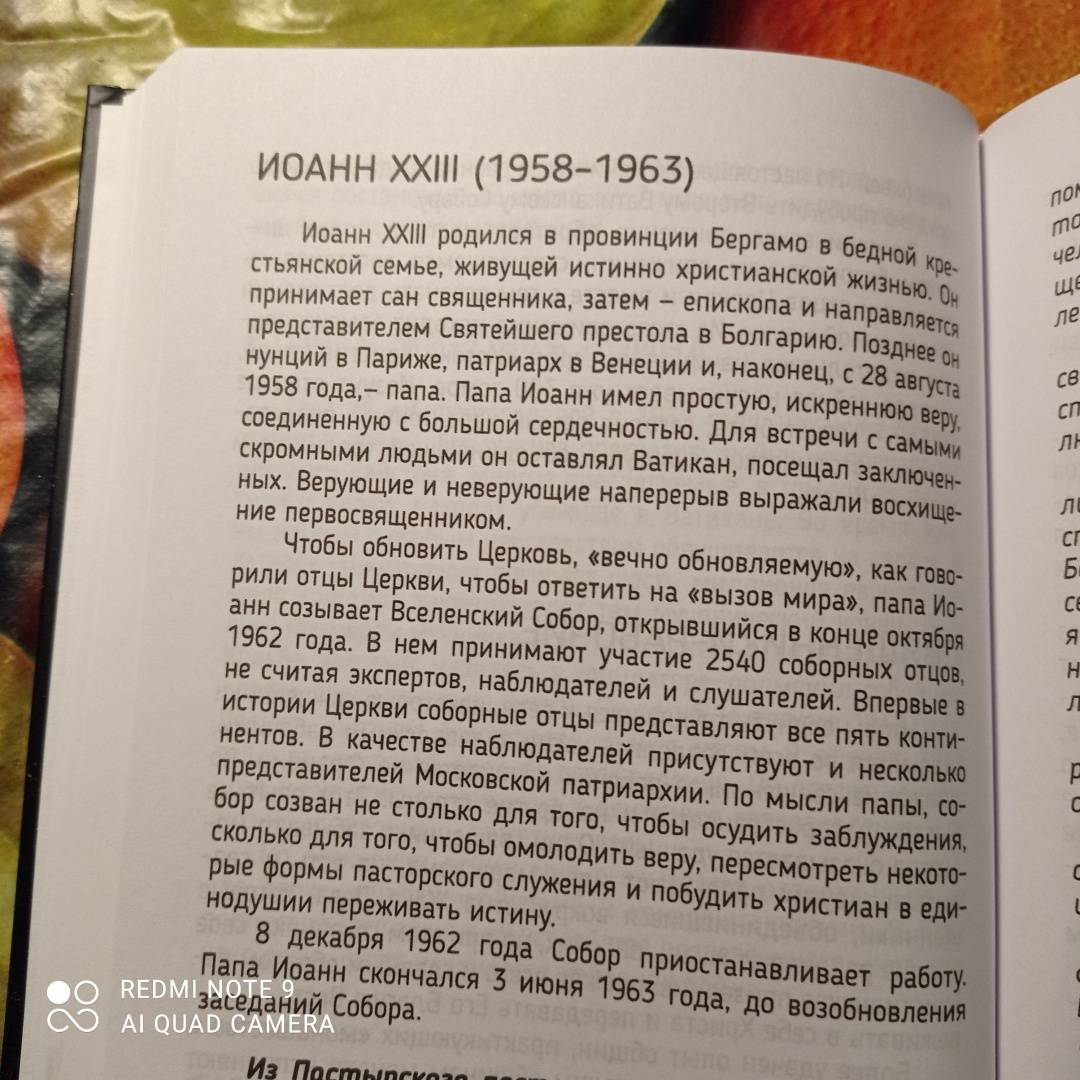 ИОАНН XXIII (1958–1963)
Иоанн XXIII родился в провинции Бергамо в бедной кре-
стьянской семье, живущей истинно христианской жизнью. Он
принимает сан священника, затем – епископа и направляется
представителем Святейшего престола в Болгарию. Позднее он
нунций в Париже, патриарх в Венеции и, наконец, с 28 августа
1958 года,– папа. Папа Иоанн имел простую, искреннюю веру,
соединенную с большой сердечностью. Для встречи с самыми
скромными людьми он оставлял Ватикан, посещал заключен-
ных. Верующие и неверующие наперерыв выражали восхище-
ние первосвященником.
Чтобы обновить Церковь, «вечно обновляемую», как гово-
рили отцы Церкви, чтобы ответить на «вызов мира», папа Ио-
анн созывает Вселенский Собор, открывшийся в конце октября
1962 года. В нем принимают участие 2540 соборных отцов,
не считая экспертов, наблюдателей и слушателей. Впервые в
истории Церкви соборные отцы представляют все пять конти-
нентов. В качестве наблюдателей присутствуют и несколько
представителей Московской патриархии. По мысли папы, со-
бор созван не столько для того, чтобы осудить заблуждения,
сколько для того, чтобы омолодить веру, пересмотреть некото-
рые формы пасторского служения и побудить христиан в еди-
нодушии переживать истину.
8 декабря 1962 года Собор приостанавливает работу.
Папа Иоанн скончался 3 июня 1963 года, до возобновления
заседаний Собора.
Из Пастырского
REDMI NOTE 9
AI QUAD CAMERA